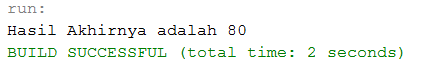 run:
Hasil Akhirnya adalah 80
BUILD SUCCESSFUL (total time: 2 seconds)